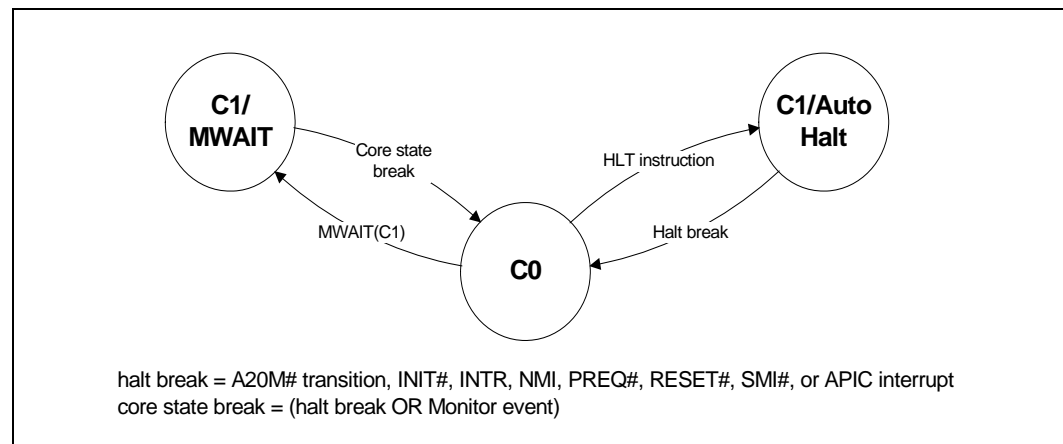 C1/
MWAIT
C1/Auto
Halt
Core state
break
HLT instruction
MWAIT(C1)
Halt break
C0
halt break = A20M# transition, INIT#, INTR, NMI, PREQ#, RESET#, SMI#, or APIC interrupt
core state break = (halt break OR Monitor event)